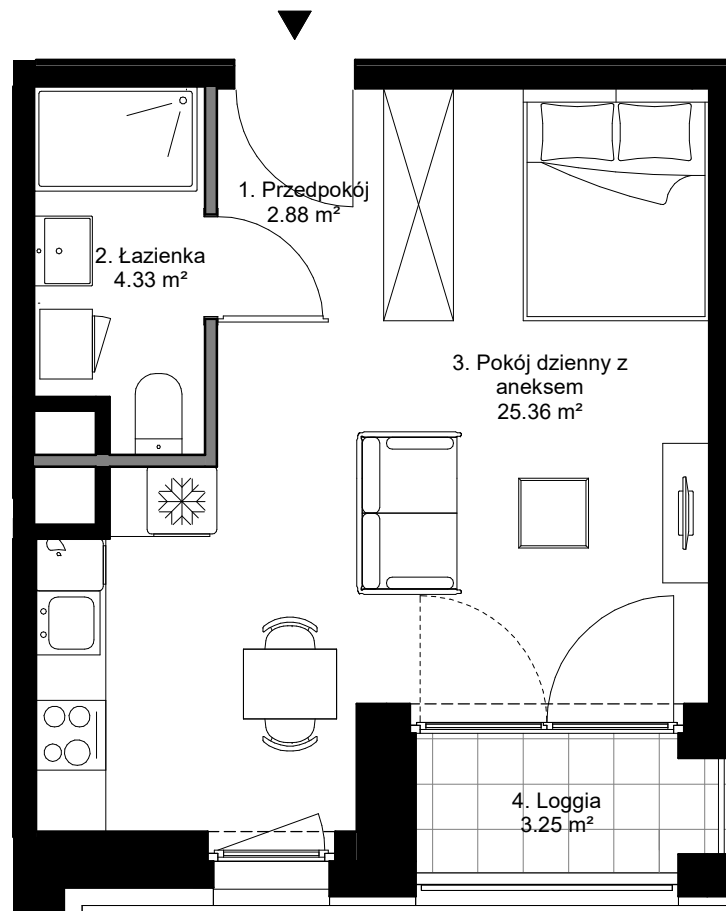 1. Przedpokój
2.88 m²
2. Łazienka
4.33 m²
3. Pokój dzienny z
aneksem
25.36 m²
4. Loggia
3.25 m²